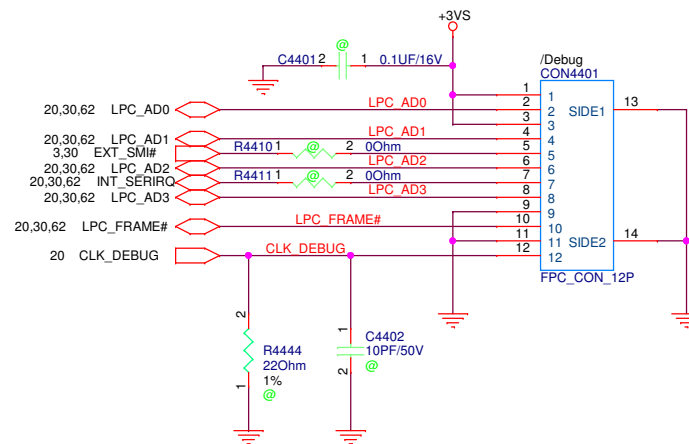 +3VS
C4401 2 @ 1 0.1UF/16V
/Debug
CON4401
1 1
20,30,62 LPC_AD0 LPC_AD0 2 2 SIDE1 13
3 3
20,30,62 LPC_AD1 LPC_AD1 4 4
3,30 EXT_SMI# R4410 1 @ 2 0Ohm 5 5
20,30,62 LPC_AD2 LPC_AD2 6 6
20,30,62 INT_SERIRQ R4411 1 @ 2 0Ohm 7 7
20,30,62 LPC_AD3 LPC_AD3 8 8
9 9
20,30,62 LPC_FRAME# LPC_FRAME# 10 10
11 11 SIDE2 14
20 CLK_DEBUG CLK_DEBUG 12 12
FPC_CON_12P
2 R4444 1
22Ohm
1%
@
1 C4402 2
10PF/50V
@